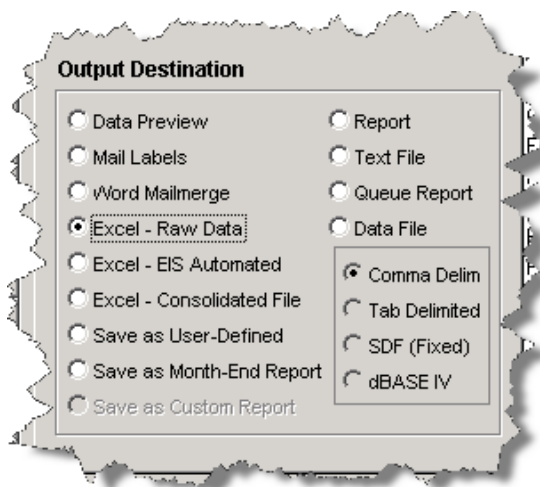 Output Destination
Data Preview
Mail Labels
Word Mailmerge
Excel - Raw Data
Excel - EIS Automated
Excel - Consolidated File
Save as User-Defined
Save as Month-End Report
Save as Custom Report
Report
Text File
Queue Report
Data File
Comma Delim
Tab Delimited
SDF (Fixed)
dBASE IV